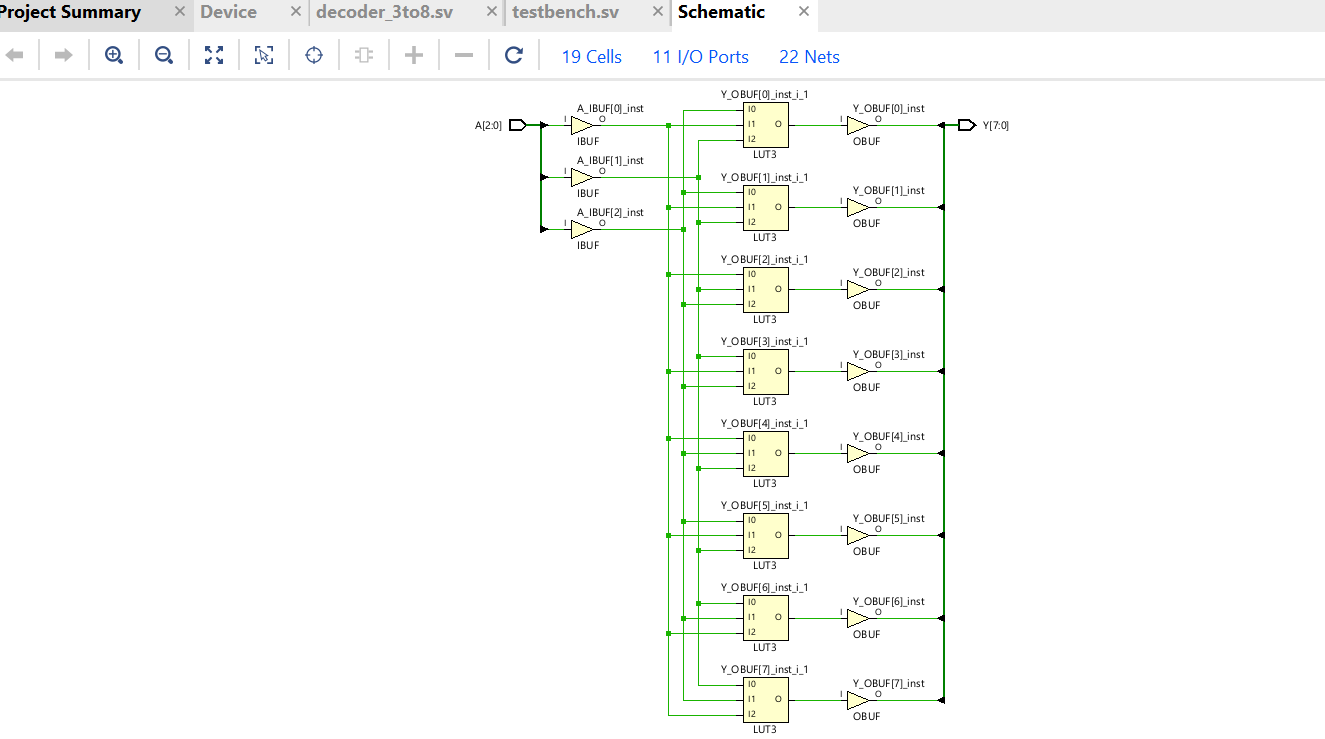 Project Summary
Device
decoder_3to8.sv
testbench.sv
Schematic
19 Cells
11 I/O Ports
22 Nets
A[2:0]
A_IBUF[0]_inst
I
O
IBUF
A_IBUF[1]_inst
I
O
IBUF
A_IBUF[2]_inst
I
O
IBUF
Y_OBUF[0]_inst_i_1
I0
I1
I2
O
LUT3
Y_OBUF[0]_inst
I
O
OBUF
Y[7:0]
Y_OBUF[1]_inst_i_1
I0
I1
I2
O
LUT3
Y_OBUF[1]_inst
I
O
OBUF
Y_OBUF[2]_inst_i_1
I0
I1
I2
O
LUT3
Y_OBUF[2]_inst
I
O
OBUF
Y_OBUF[3]_inst_i_1
I0
I1
I2
O
LUT3
Y_OBUF[3]_inst
I
O
OBUF
Y_OBUF[4]_inst_i_1
I0
I1
I2
O
LUT3
Y_OBUF[4]_inst
I
O
OBUF
Y_OBUF[5]_inst_i_1
I0
I1
I2
O
LUT3
Y_OBUF[5]_inst
I
O
OBUF
Y_OBUF[6]_inst_i_1
I0
I1
I2
O
LUT3
Y_OBUF[6]_inst
I
O
OBUF
Y_OBUF[7]_inst_i_1
I0
I1
I2
O
LUT3
Y_OBUF[7]_inst
I
O
OBUF